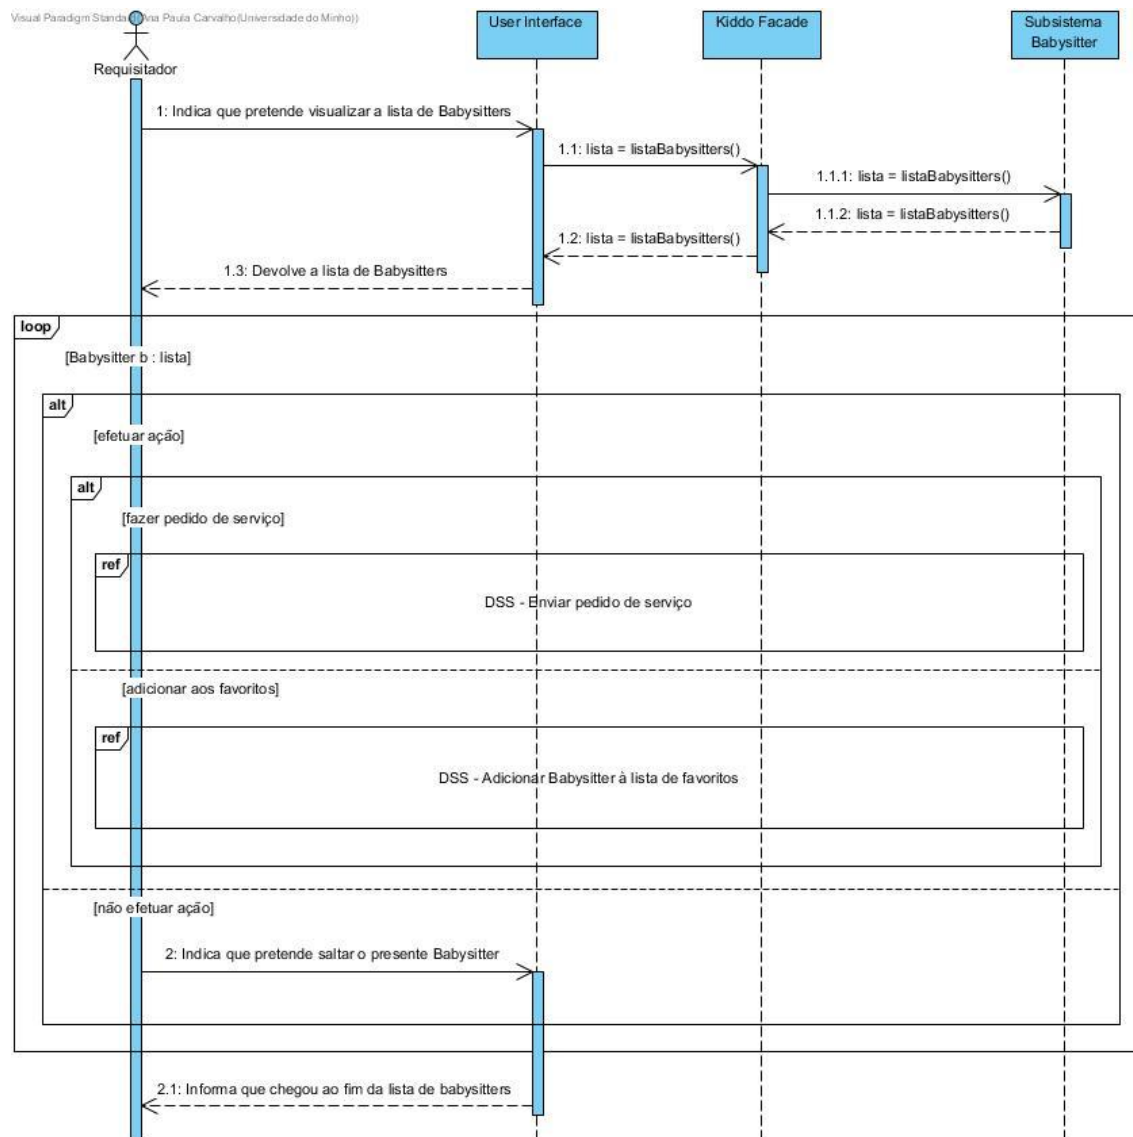 Visual Paradigm Standard(Ana Paula Carvalho(Universidade do Minho))
Requisitador
User Interface
Kiddo Facade
Subsistema
Babysitter
1: Indica que pretende visualizar a lista de Babysitters
1.1: lista = listaBabysitters()
1.1.1: lista = listaBabysitters()
1.1.2: lista = listaBabysitters()
1.2: lista = listaBabysitters()
1.3: Devolve a lista de Babysitters
loop
[Babysitter b : lista]
alt
[efetuar ação]
alt
[fazer pedido de serviço]
ref
DSS - Enviar pedido de serviço
[adicionar aos favoritos]
ref
DSS - Adicionar Babysitter à lista de favoritos
[não efetuar ação]
2: Indica que pretende saltar o presente Babysitter
2.1: Informa que chegou ao fim da lista de babysitters